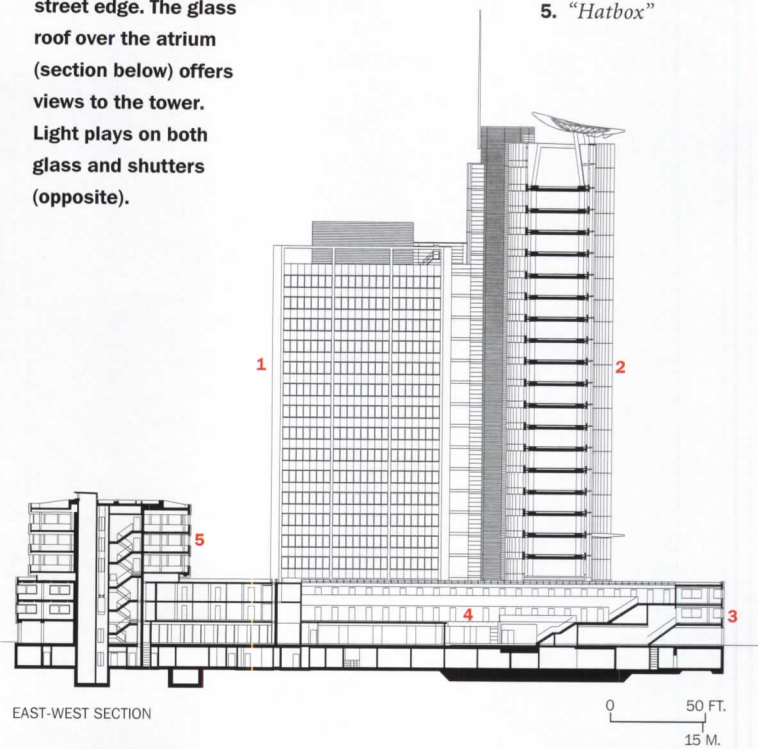 street edge. The glass
roof over the atrium
(section below) offers
views to the tower.
Light plays on both
glass and shutters
(opposite).
5. "Hatbox"
1
2
5
4
3
EAST-WEST SECTION
0 50 FT.
15 M.